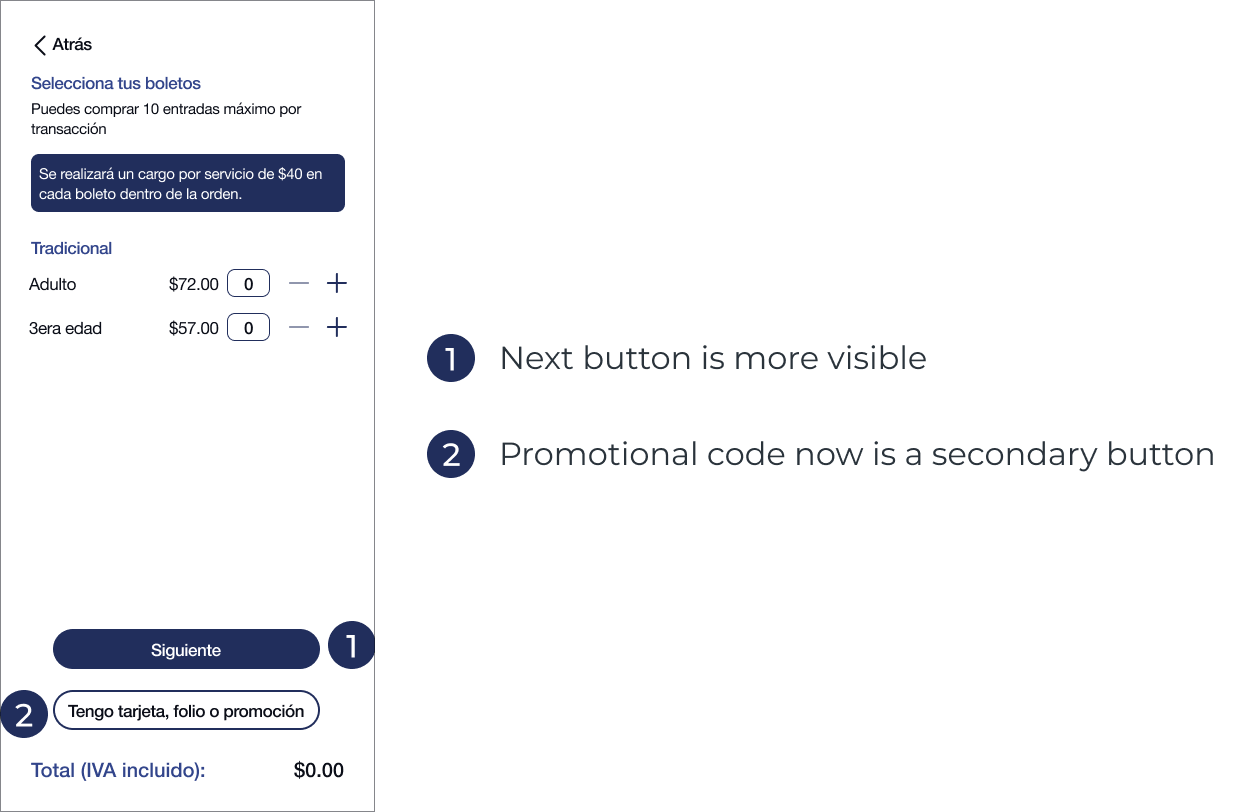 Atrás
Selecciona tus boletos
Puedes comprar 10 entradas máximo por
transacción
Se realizará un cargo por servicio de $40 en
cada boleto dentro de la orden.
Tradicional
Adulto $72.00 0
3era edad $57.00 0
Siguiente 1
2 Tengo tarjeta, folio o promoción
Total (IVA incluido): $0.00
1 Next button is more visible
2 Promotional code now is a secondary button